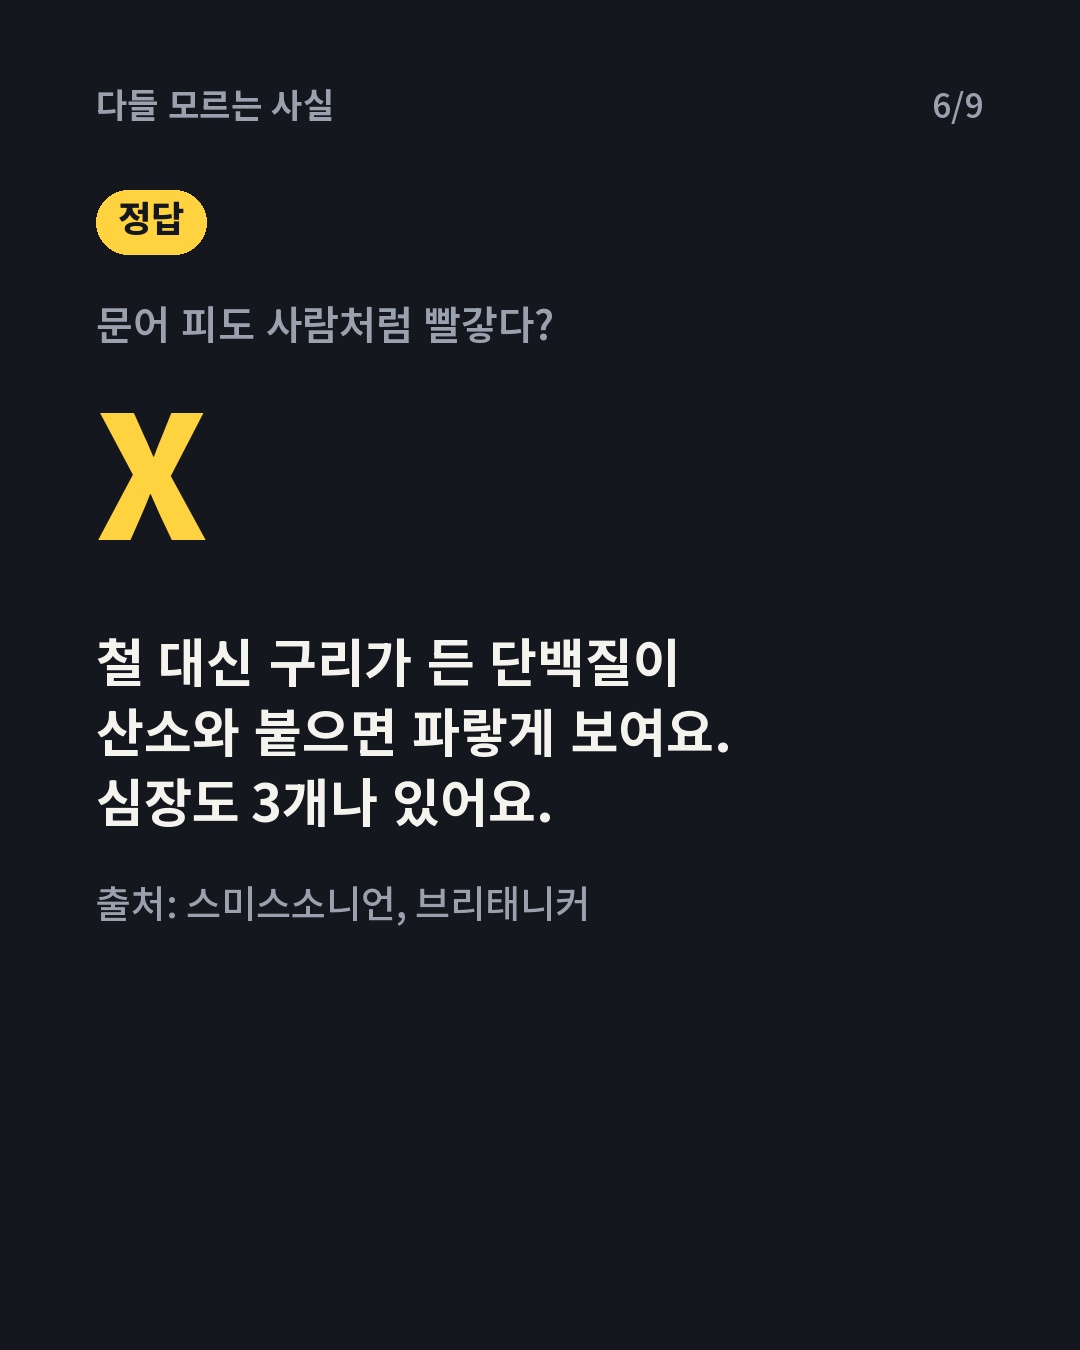 다들 모르는 사실
6/9
정답
문어 피도 사람처럼 빨갛다?
X
철 대신 구리가 든 단백질이
산소와 붙으면 파랗게 보여요.
심장도 3개나 있어요.
출처: 스미스소니언, 브리태니커